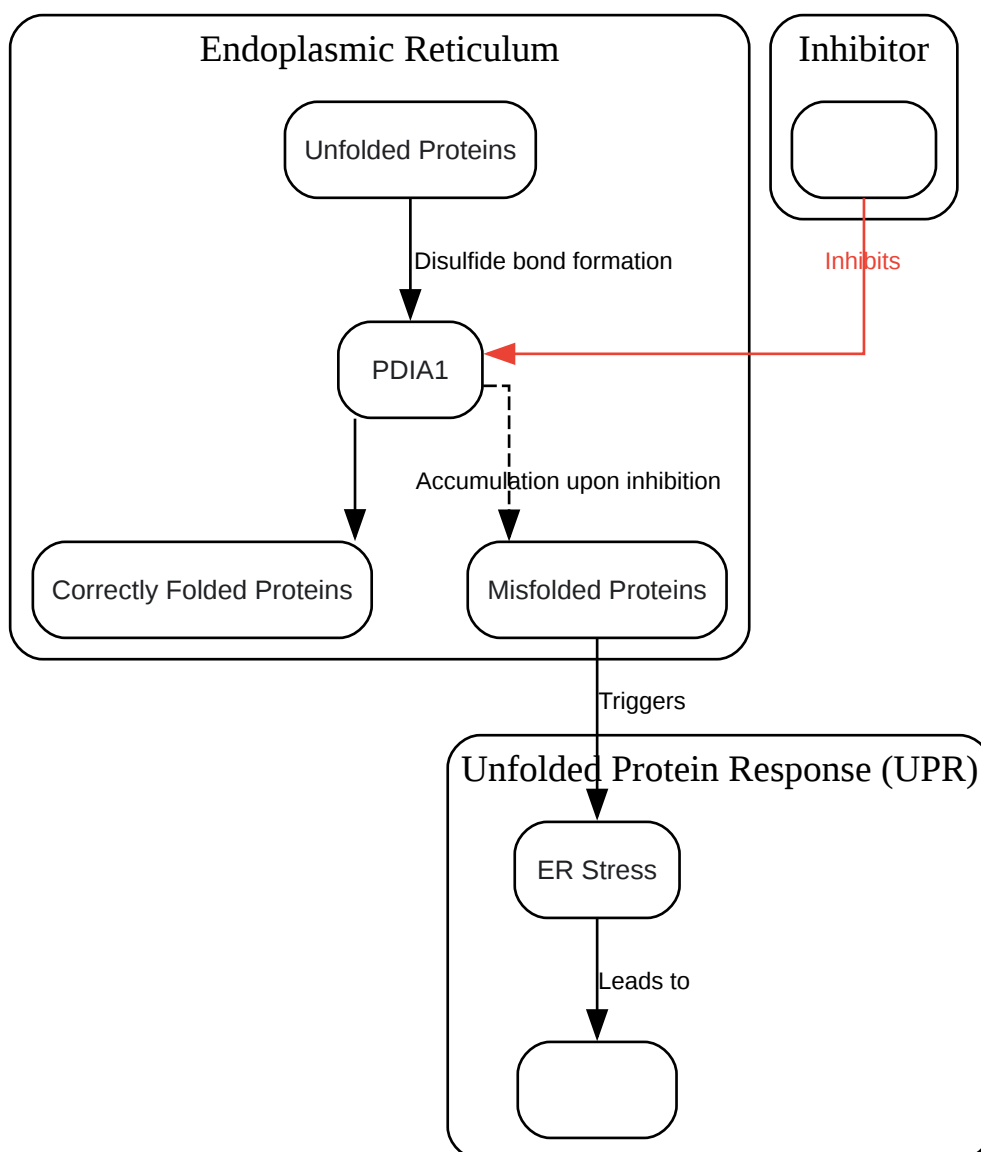 Endoplasmic Reticulum
Inhibitor
Unfolded Proteins
Disulfide bond formation
Inhibits
PDIA1
Accumulation upon inhibition
Correctly Folded Proteins
Misfolded Proteins
Triggers
Unfolded Protein Response (UPR)
ER Stress
Leads to